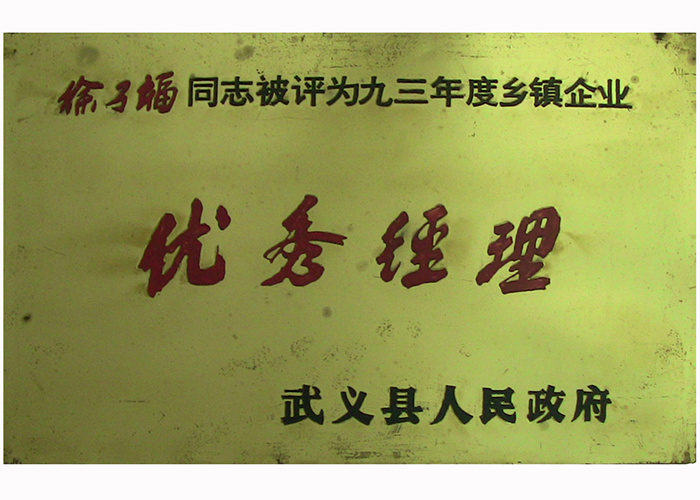 徐子蝠同志被评为九三年度乡镇企业
优秀经理
武义县人民政府